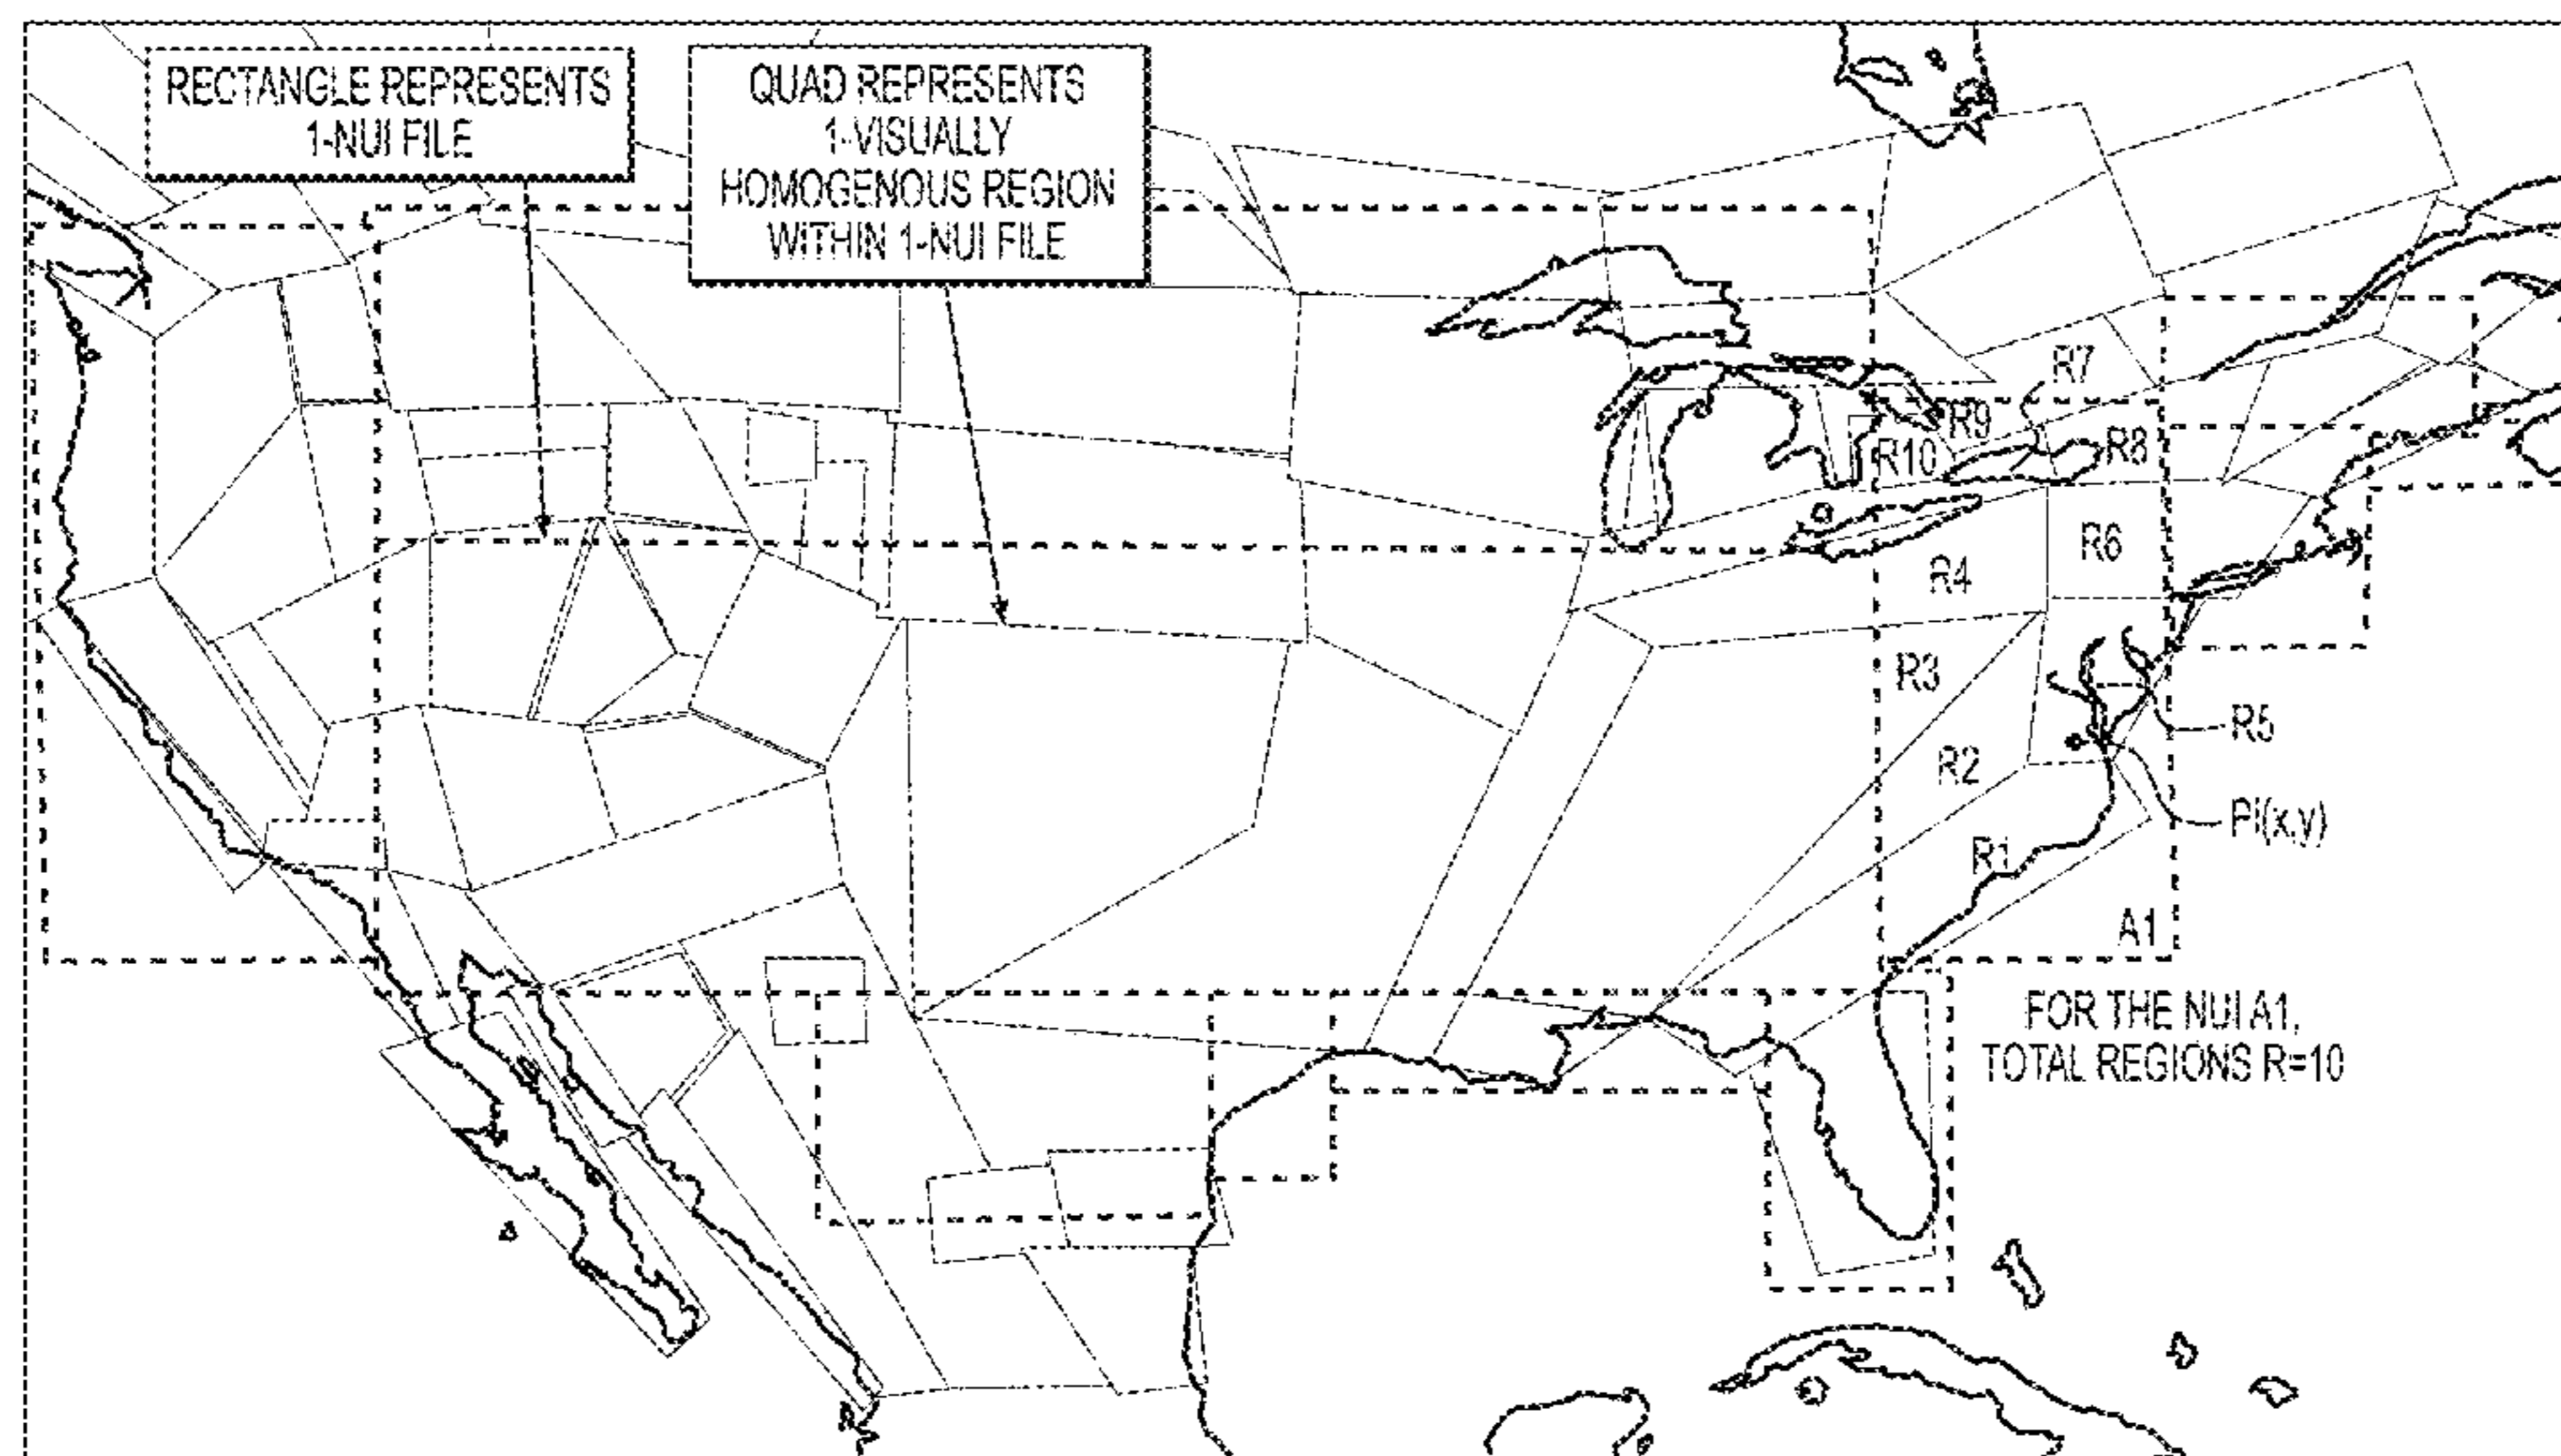 RECTANGLE REPRESENTS
1-NUI FILE
QUAD REPRESENTS
1-VISUALLY
HOMOGENOUS REGION
WITHIN 1-NUI FILE
R7
R9
R10
R8
R6
R4
R3
R5
R2
Pi(x,y)
R1
A1
FOR THE NUI A1,
TOTAL REGIONS R=10